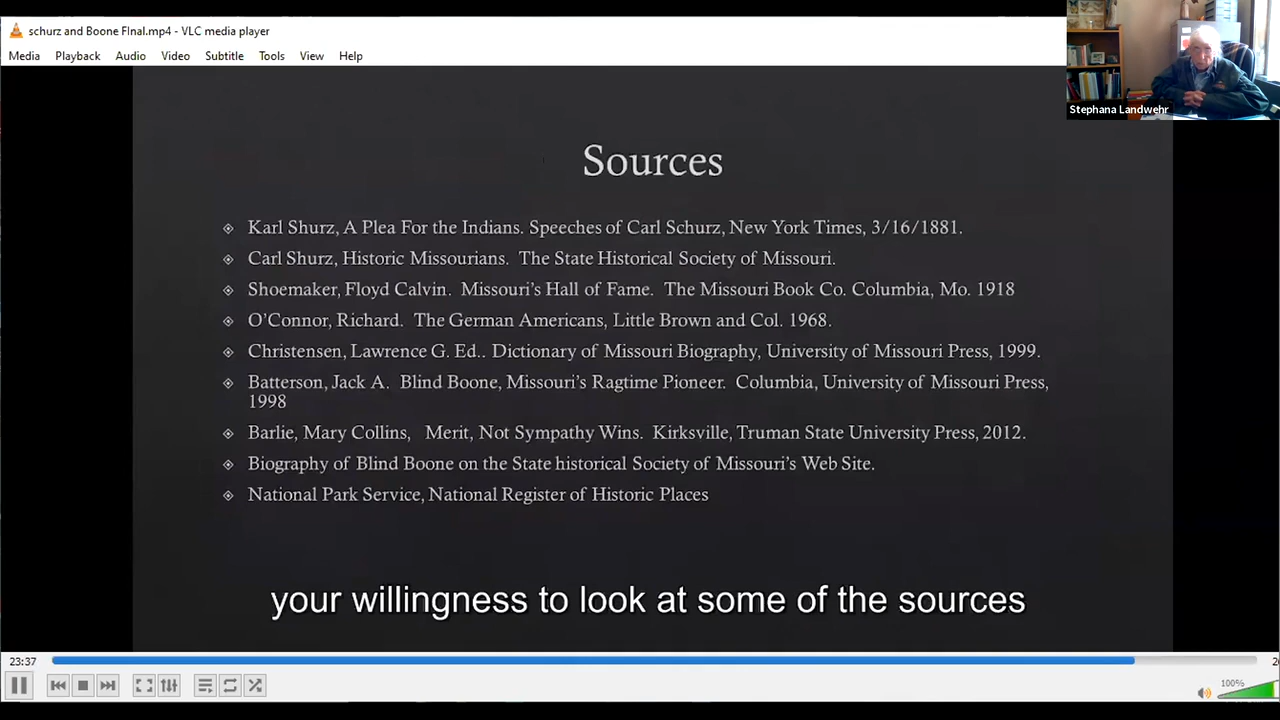 schurz and Boone FInal.mp4 - VLC media player
Media Playback Audio Video Subtitle Tools View Help
Stephana Landwehr
Sources
Karl Shurz, A Plea For the Indians. Speeches of Carl Schurz, New York Times, 3/16/1881.
Carl Shurz, Historic Missourians. The State Historical Society of Missouri.
Shoemaker, Floyd Calvin. Missouri's Hall of Fame. The Missouri Book Co. Columbia, Mo. 1918
O'Connor, Richard. The German Americans, Little Brown and Col. 1968.
Christensen, Lawrence G. Ed.. Dictionary of Missouri Biography, University of Missouri Press, 1999.
Batterson, Jack A. Blind Boone, Missouri's Ragtime Pioneer. Columbia, University of Missouri Press,
1998
Barlie, Mary Collins, Merit, Not Sympathy Wins. Kirksville, Truman State University Press, 2012.
Biography of Blind Boone on the State historical Society of Missouri's Web Site.
National Park Service, National Register of Historic Places
your willingness to look at some of the sources
23:37
100%